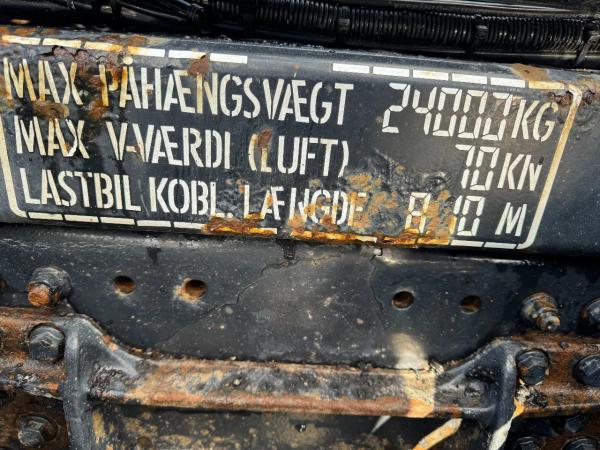 MAX PÅHÆNGSVÆGT 24000 KG
MAX V-VÆRDI (LUFT) 70 KN
LASTBIL KOBL. LÆNGDE 8,10 M